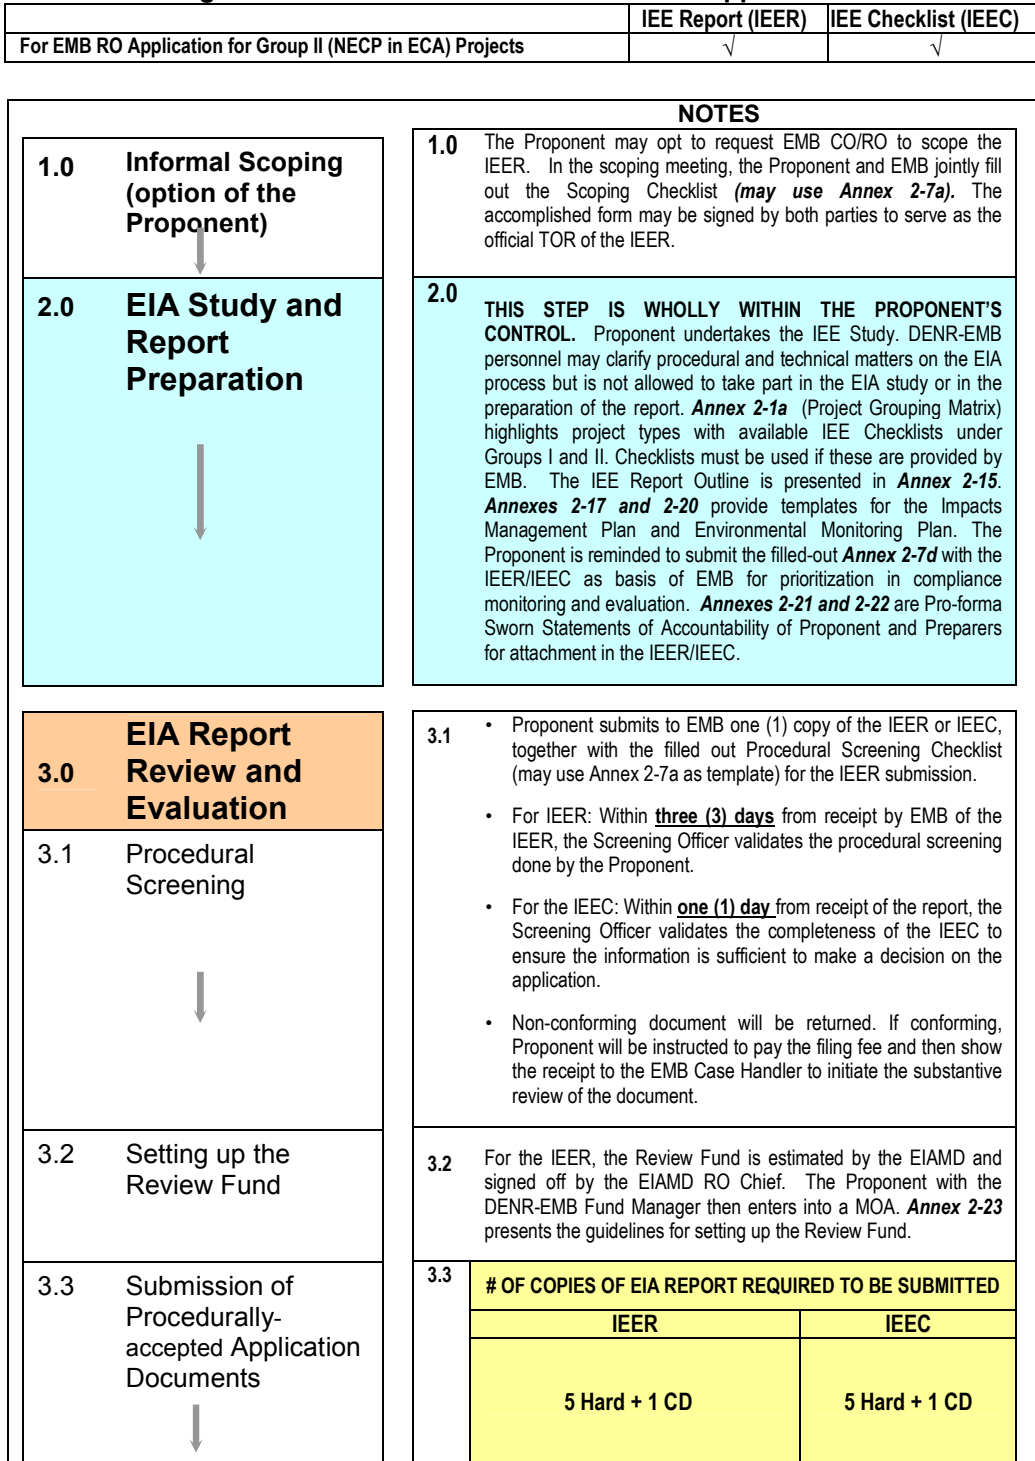 IEE Report (IEER) IEE Checklist (IEEC)
For EMB RO Application for Group II (NECP in ECA) Projects √ √
NOTES
1.0 Informal Scoping
(option of the
Proponent)
1.0 The Proponent may opt to request EMB CO/RO to scope the
IEER. In the scoping meeting, the Proponent and EMB jointly fill
out the Scoping Checklist (may use Annex 2-7a). The
accomplished form may be signed by both parties to serve as the
official TOR of the IEER.
2.0 EIA Study and
Report
Preparation
2.0
THIS STEP IS WHOLLY WITHIN THE PROPONENT'S
CONTROL. Proponent undertakes the IEE Study. DENR-EMB
personnel may clarify procedural and technical matters on the EIA
process but is not allowed to take part in the EIA study or in the
preparation of the report. Annex 2-1a (Project Grouping Matrix)
highlights project types with available IEE Checklists under
Groups I and II. Checklists must be used if these are provided by
EMB. The IEE Report Outline is presented in Annex 2-15.
Annexes 2-17 and 2-20 provide templates for the Impacts
Management Plan and Environmental Monitoring Plan. The
Proponent is reminded to submit the filled-out Annex 2-7d with the
IEER/IEEC as basis of EMB for prioritization in compliance
monitoring and evaluation. Annexes 2-21 and 2-22 are Pro-forma
Sworn Statements of Accountability of Proponent and Preparers
for attachment in the IEER/IEEC.
3.0 EIA Report
Review and
Evaluation
3.1 Procedural
Screening
3.1 • Proponent submits to EMB one (1) copy of the IEER or IEEC,
together with the filled out Procedural Screening Checklist
(may use Annex 2-7a as template) for the IEER submission.
• For IEER: Within three (3) days from receipt by EMB of the
IEER, the Screening Officer validates the procedural screening
done by the Proponent.
• For the IEEC: Within one (1) day from receipt of the report, the
Screening Officer validates the completeness of the IEEC to
ensure the information is sufficient to make a decision on the
application.
• Non-conforming document will be returned. If conforming,
Proponent will be instructed to pay the filing fee and then show
the receipt to the EMB Case Handler to initiate the substantive
review of the document.
3.2 Setting up the
Review Fund
3.2 For the IEER, the Review Fund is estimated by the EIAMD and
signed off by the EIAMD RO Chief. The Proponent with the
DENR-EMB Fund Manager then enters into a MOA. Annex 2-23
presents the guidelines for setting up the Review Fund.
3.3 Submission of
Procedurally-
accepted Application
Documents
3.3 # OF COPIES OF EIA REPORT REQUIRED TO BE SUBMITTED
IEER IEEC
5 Hard + 1 CD 5 Hard + 1 CD